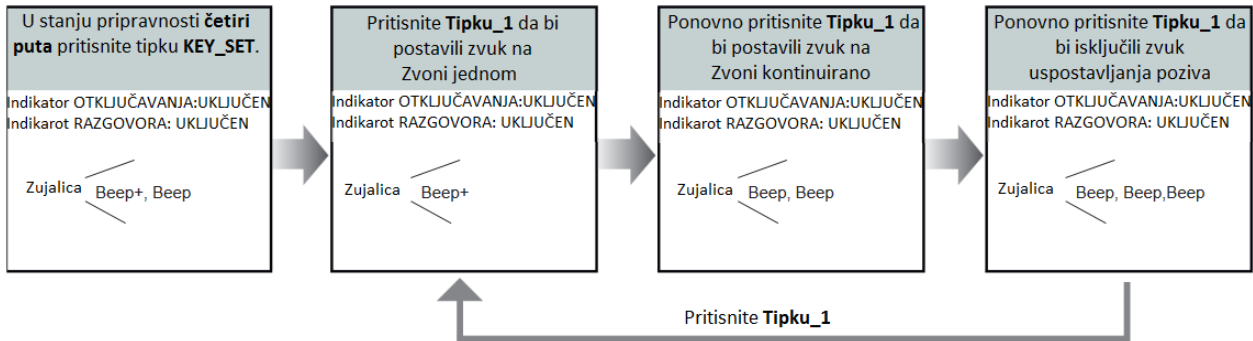 U stanju pripravnosti četiri
puta pritisnite tipku KEY_SET.
Indikator OTKLJUČAVANJA:UKLJUČEN
Indikarot RAZGOVORA: UKLJUČEN
Zujalica
Beep+, Beep
Pritisnite Tipku_1 da bi
postavili zvuk na
Zvoni jednom
Indikator OTKLJUČAVANJA:UKLJUČEN
Indikarot RAZGOVORA: UKLJUČEN
Zujalica
Beep+
Ponovno pritisnite Tipku_1 da
bi postavili zvuk na
Zvoni kontinuirano
Indikator OTKLJUČAVANJA:UKLJUČEN
Indikarot RAZGOVORA: UKLJUČEN
Zujalica
Beep, Beep
Ponovno pritisnite Tipku_1 da
bi isključili zvuk
uspostavljanja poziva
Indikator OTKLJUČAVANJA:UKLJUČEN
Indikarot RAZGOVORA: UKLJUČEN
Zujalica
Beep, Beep,Beep
Pritisnite Tipku_1